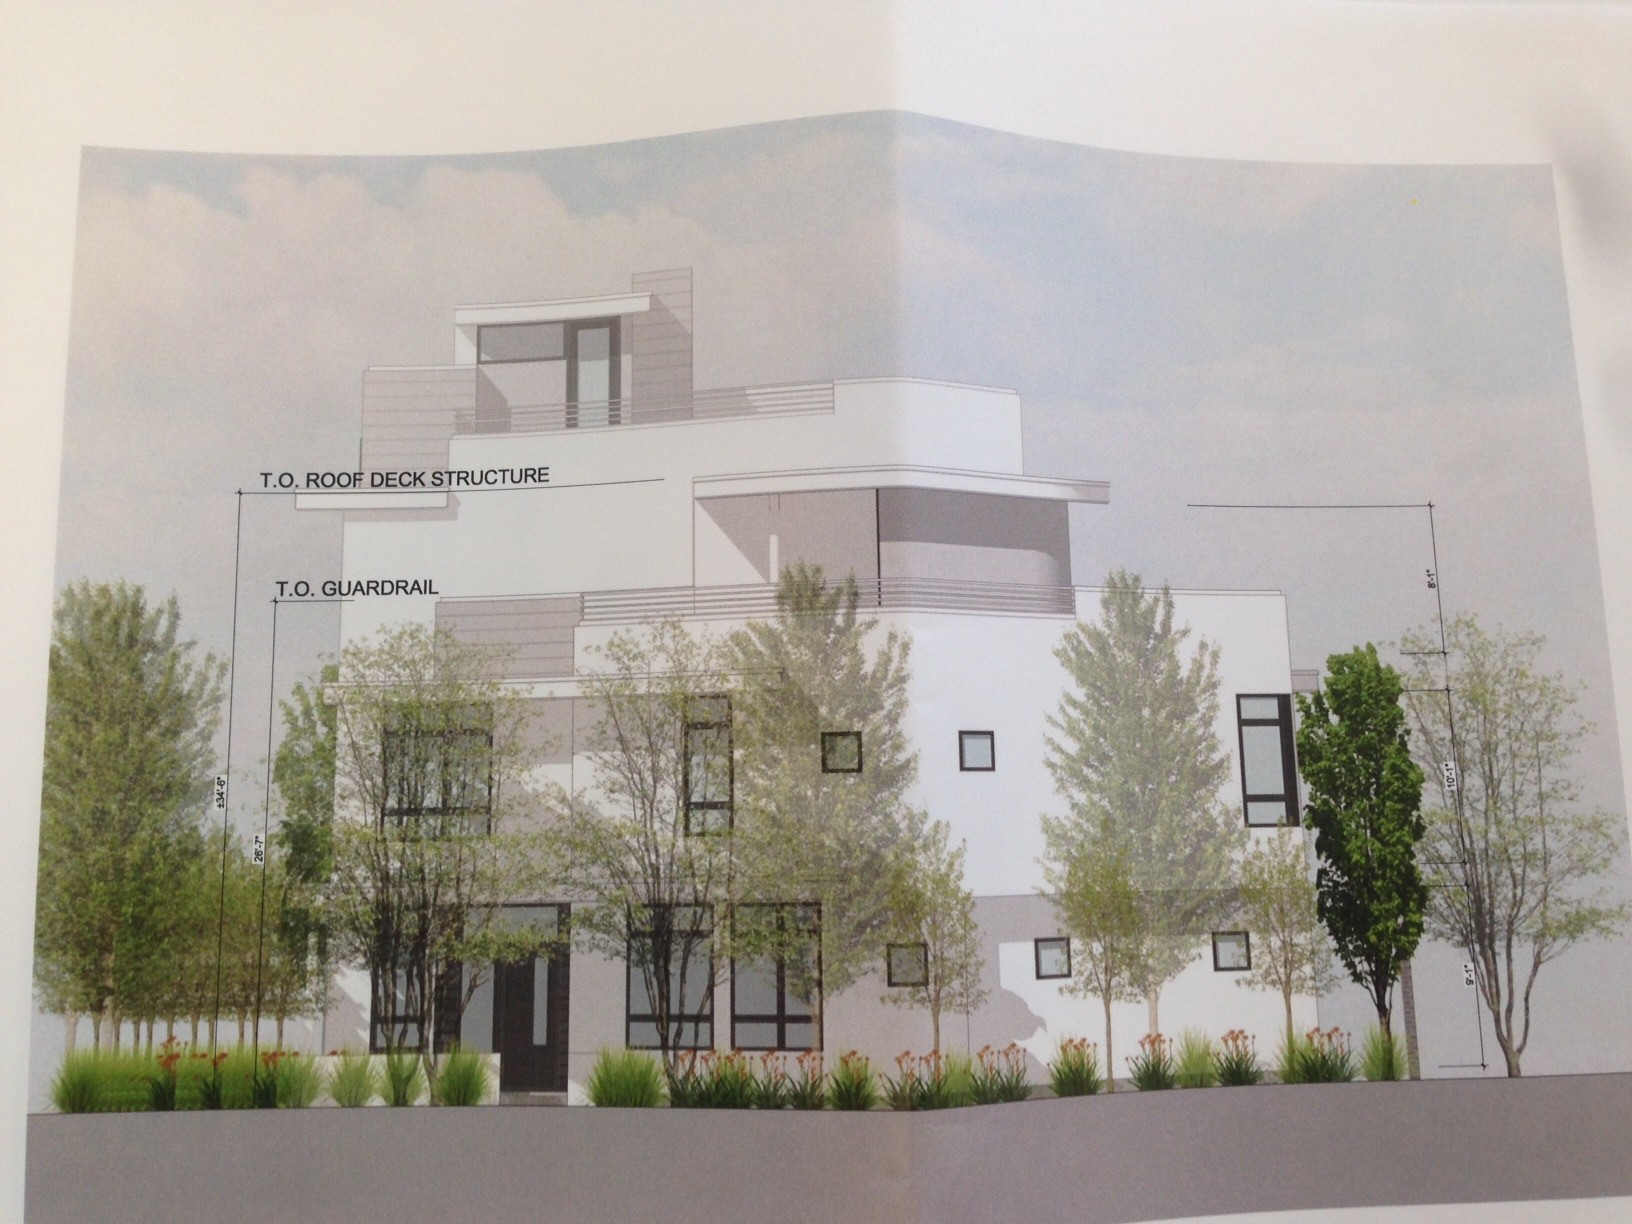 T.O. ROOF DECK STRUCTURE
T.O. GUARDRAIL
8'-1"
±34'-6"
10'-1"
26'-7"
9'-1"